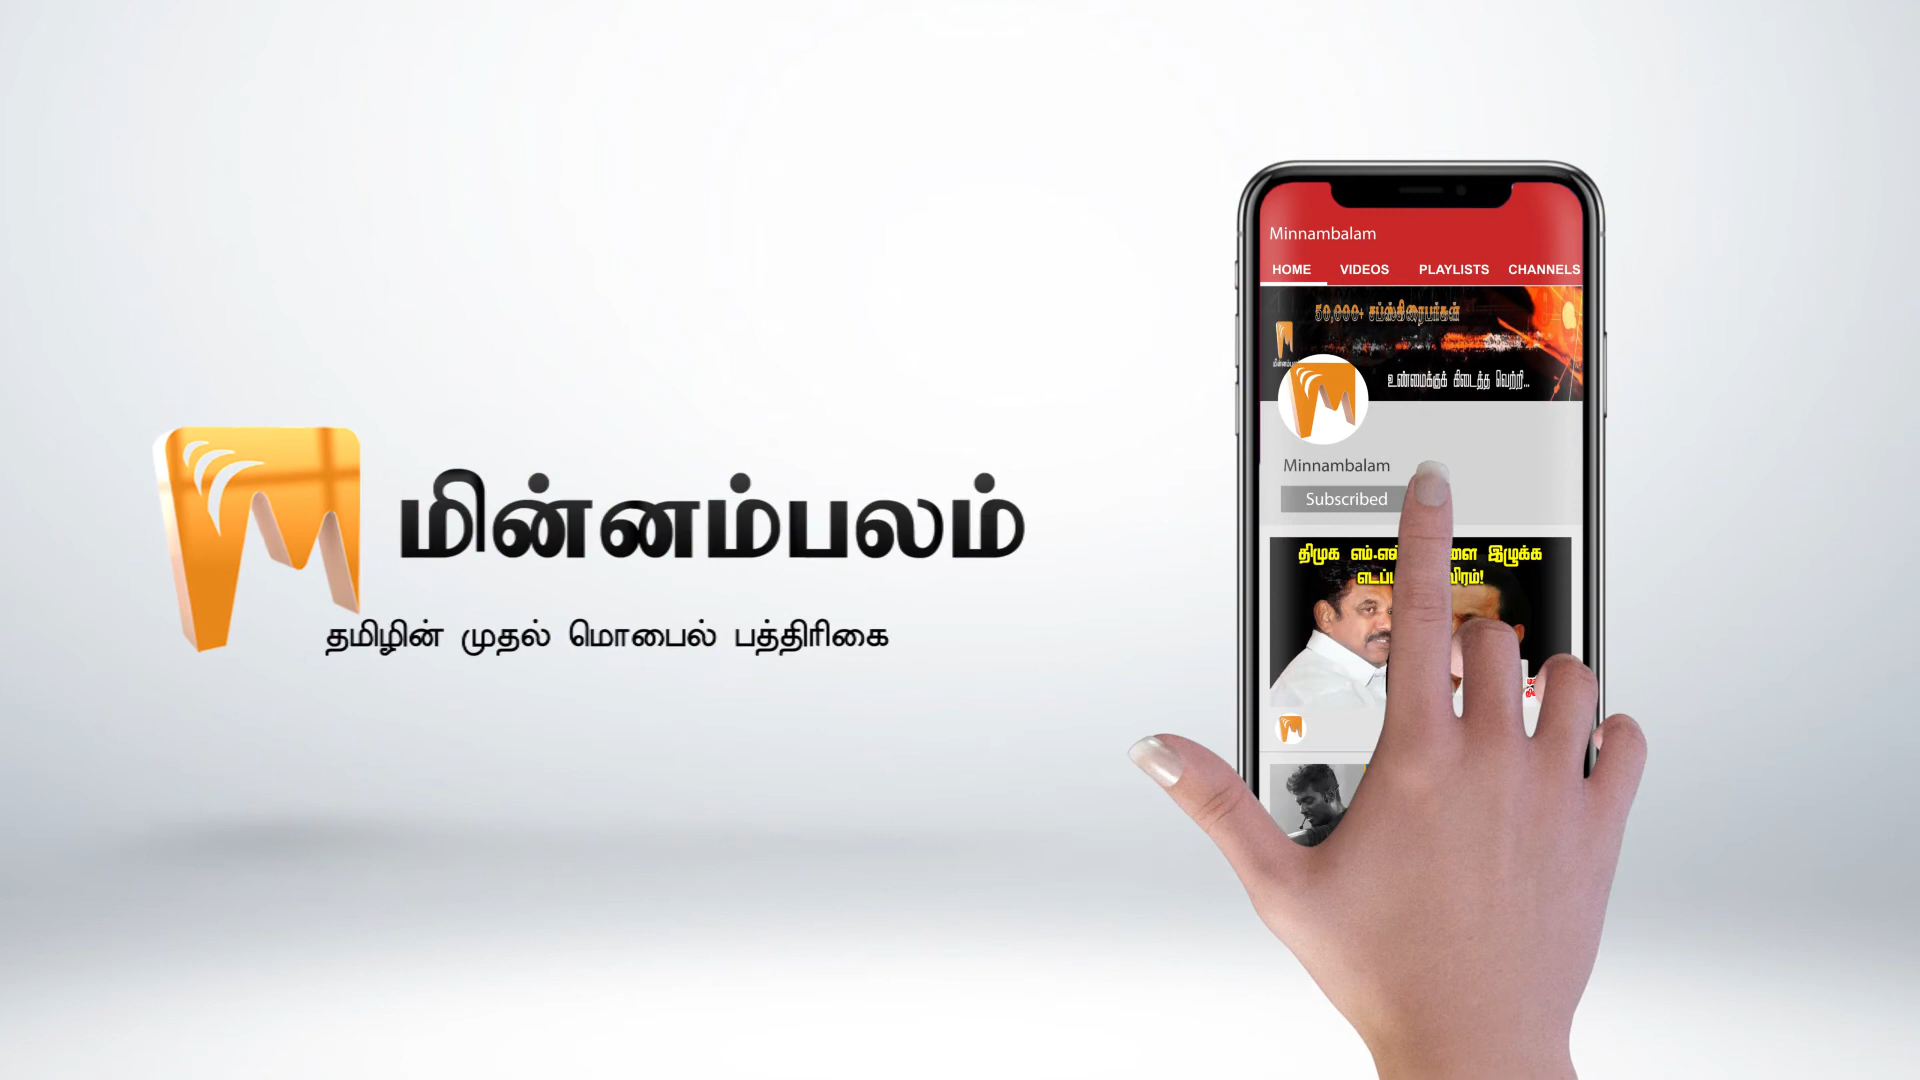 மின்னம்பலம்
தமிழின் முதல் மொபைல் பத்திரிகை
Minnambalam
HOME VIDEOS PLAYLISTS CHANNELS
50,000+ சப்ஸ்கிரைபர்கள்
உண்மைக்குக் கிடைத்த வெற்றி...
Minnambalam
Subscribed
திமுக இழுக்க